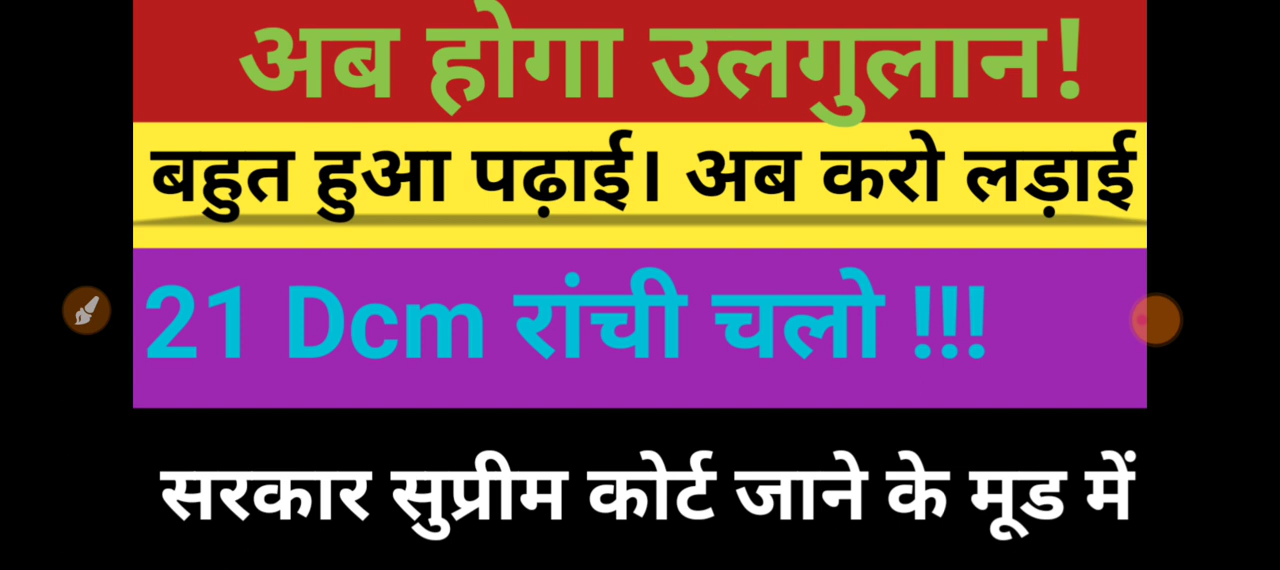 अब होगा उलगुलान!
बहुत हुआ पढ़ाई। अब करो लड़ाई
21 Dcm रांची चलो !!!
सरकार सुप्रीम कोर्ट जाने के मूड में